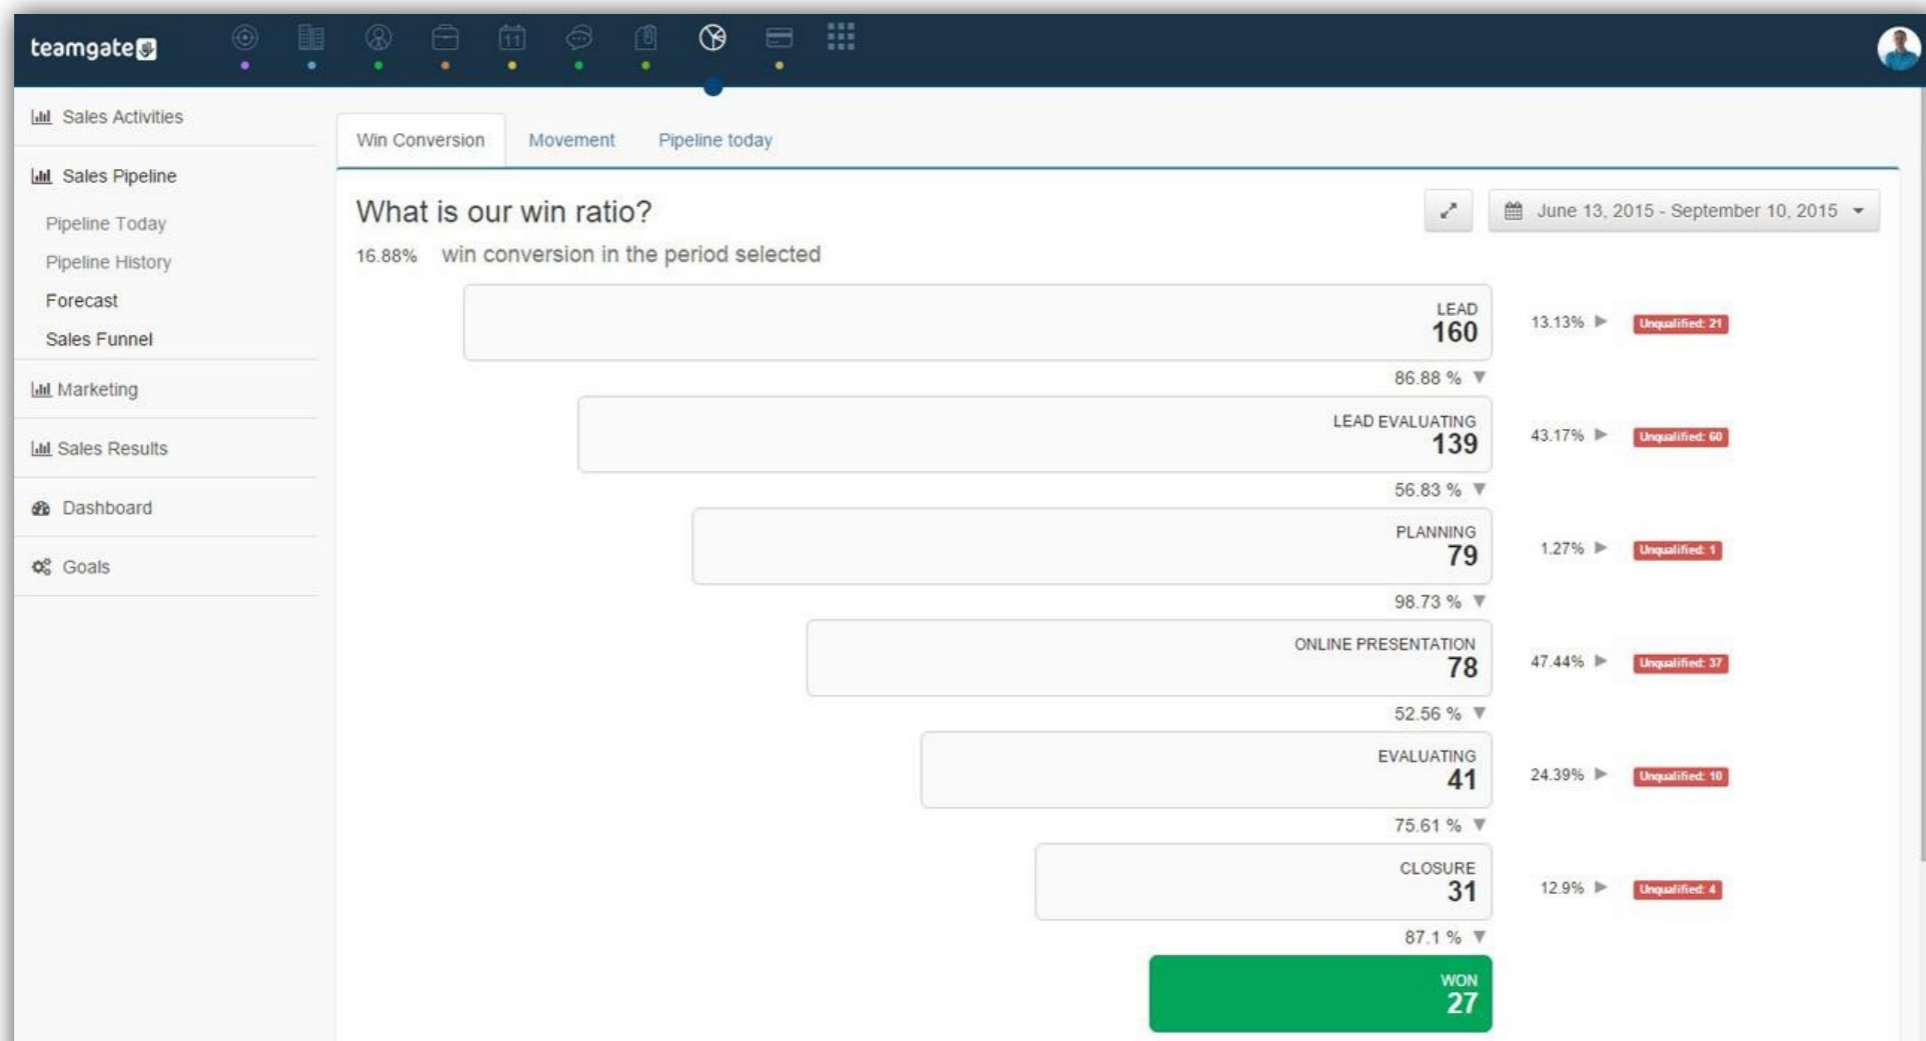 teamgate
11
Sales Activities
Sales Pipeline
Pipeline Today
Pipeline History
Forecast
Sales Funnel
Marketing
Sales Results
Dashboard
Goals
Win Conversion Movement Pipeline today
What is our win ratio?
June 13, 2015 - September 10, 2015
16.88% win conversion in the period selected
LEAD
160
13.13% Unqualified: 21
86.88 %
LEAD EVALUATING
139
43.17% Unqualified: 60
56.83 %
PLANNING
79
1.27% Unqualified: 1
98.73 %
ONLINE PRESENTATION
78
47.44% Unqualified: 37
52.56 %
EVALUATING
41
24.39% Unqualified: 10
75.61 %
CLOSURE
31
12.9% Unqualified: 4
87.1 %
WON
27